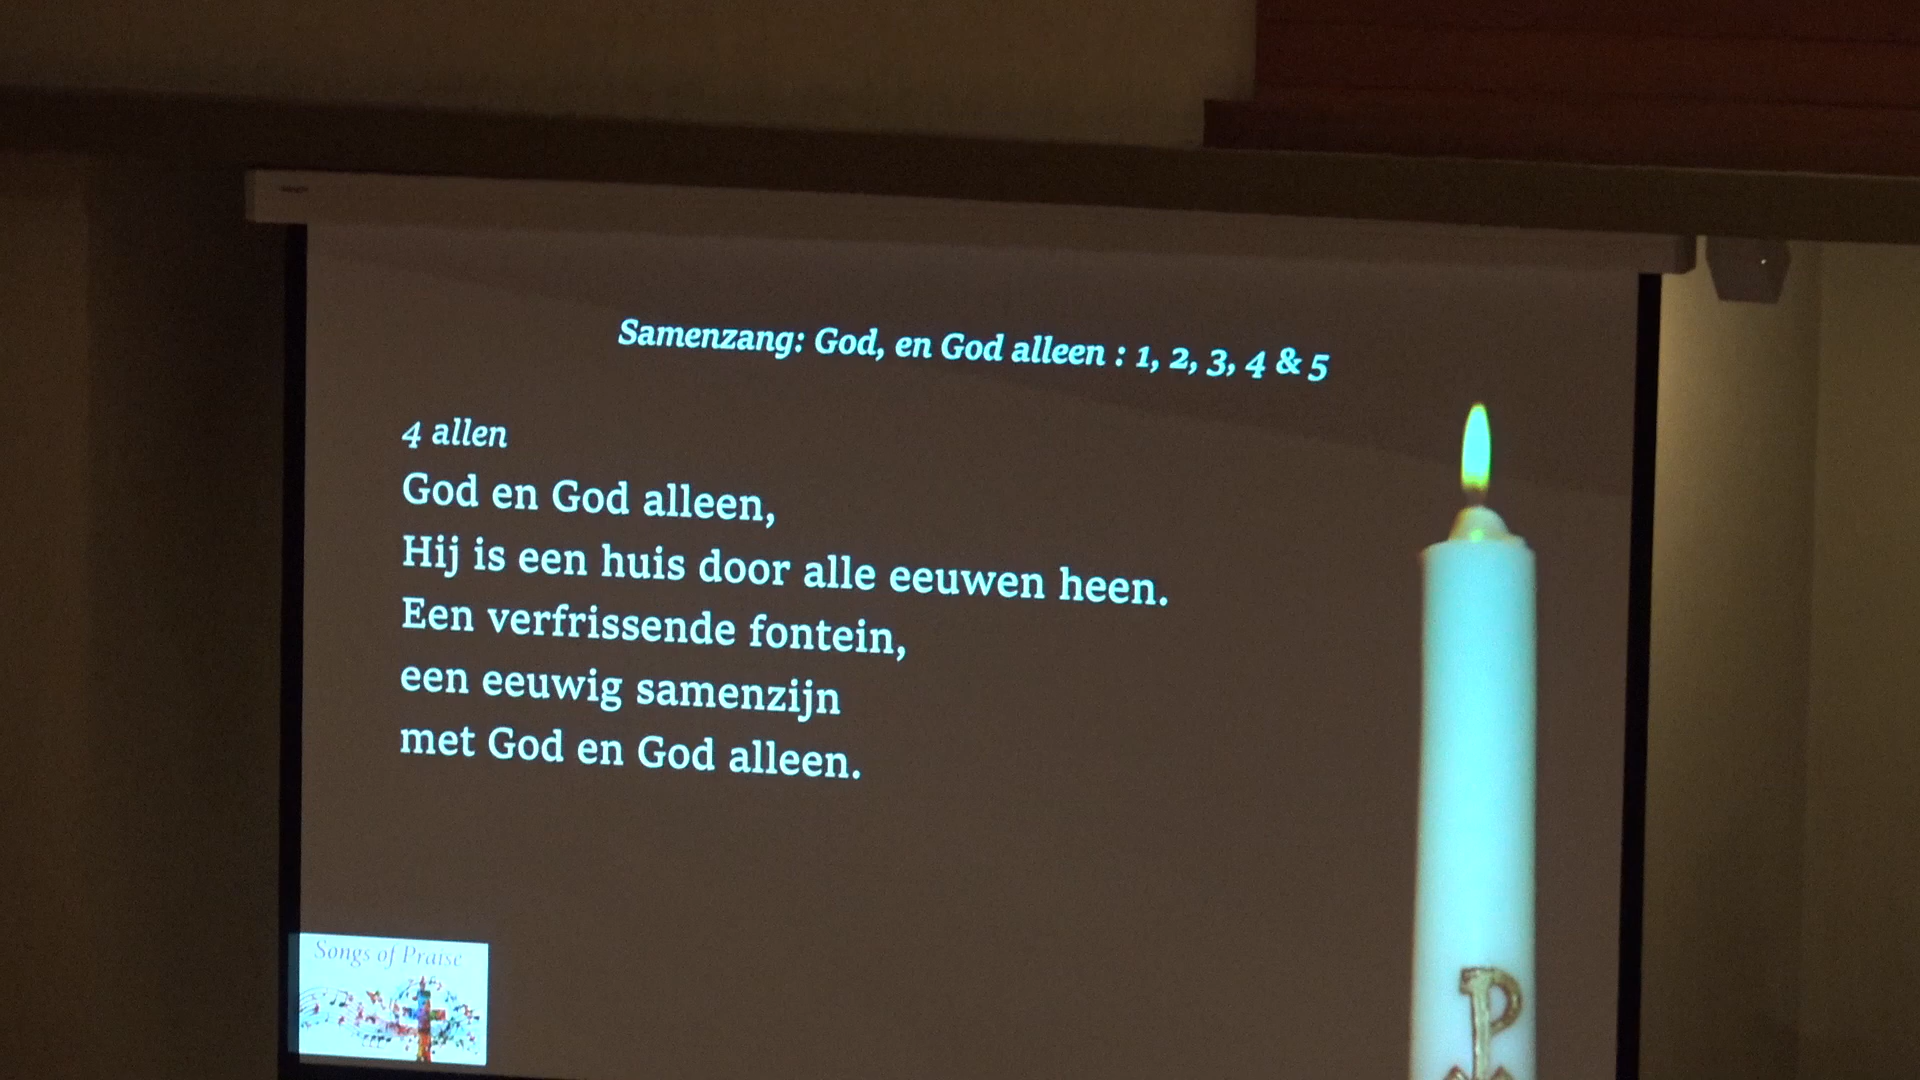 Samenzang: God, en God alleen : 1, 2, 3, 4 & 5
4 allen
God en God alleen,
Hij is een huis door alle eeuwen heen.
Een verfrissende fontein,
een eeuwig samenzijn
met God en God alleen.
Songs of Praise